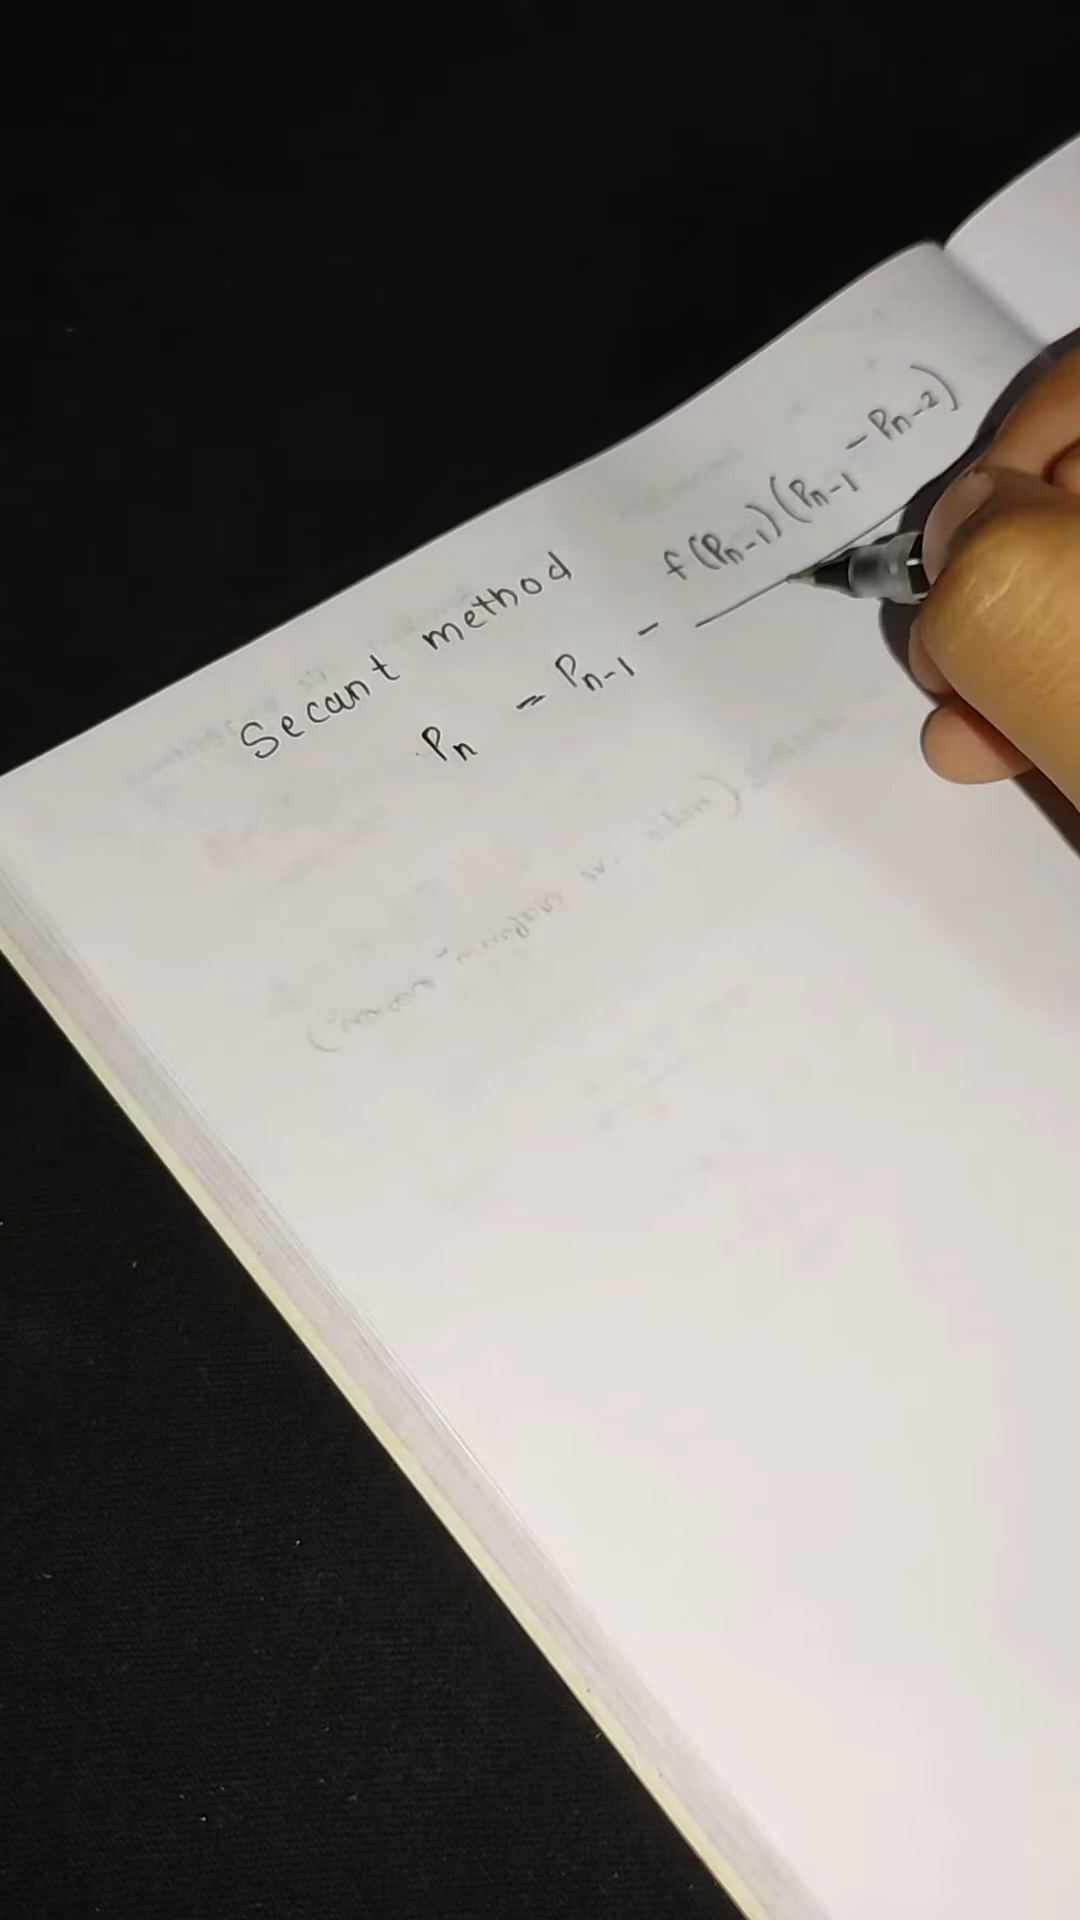 Secant method
Pn = Pn-1 - f(Pn-1)(Pn-1 - Pn-2)